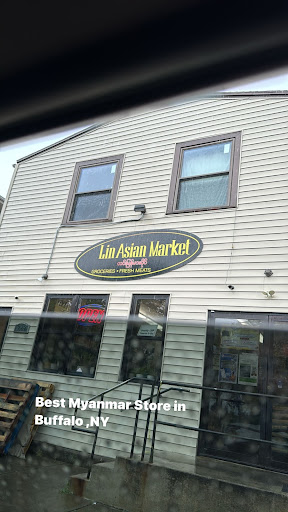 Lin Asian Market
GROCERIES • FRESH MEATS
OPEN
Best Myanmar Store in
Buffalo ,NY